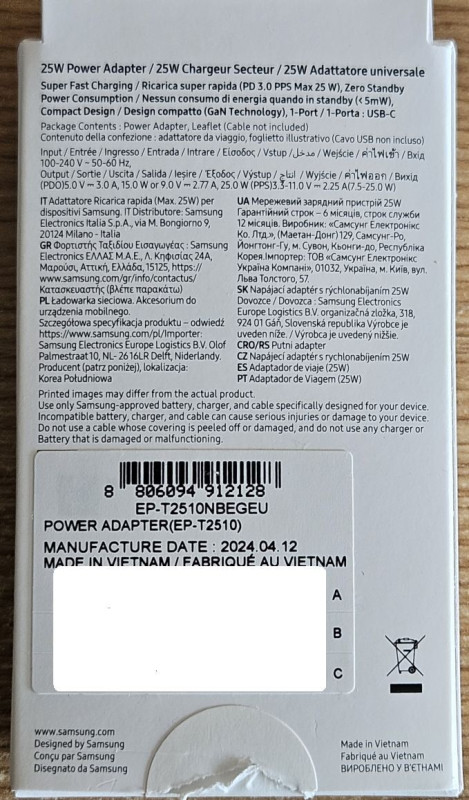 25W Power Adapter / 25W Chargeur Secteur / 25W Adattatore universale
Super Fast Charging / Ricarica super rapida (PD 3.0 PPS Max 25 W), Zero Standby
Power Consumption / Nessun consumo di energia quando in standby (< 5mW),
Compact Design / Design compatto (GaN Technology), 1-Port / 1-Porta : USB-C
Package Contents : Power Adapter, Leaflet (Cable not included)
Contenuto della confezione : adattatore da viaggio, foglietto illustrativo (Cavo USB non incluso)
Input / Entrée / Ingresso / Entrada / Intrare / Είσοδος / Vstup / مدخل / Wejście / ค่าไฟเข้า / Вхід
100-240 V ~ 50-60 Hz,
Output / Sortie / Uscita / Salida / Ieșire / Έξοδος / Výstup / إنتاج / Wyjście / ค่าไฟออก / Вихід
(PDO)5.0 V ⎓ 3.0 A, 15.0 W or 9.0 V ⎓ 2.77 A, 25.0 W (PPS)3.3-11.0 V ⎓ 2.25 A(7.5-25.0 W)
IT Adattatore Ricarica rapida (Max. 25W) per
dispositivi Samsung. IT Distributore: Samsung
Electronics Italia S.p.A., via M. Bongiorno 9,
20124 Milano - Italia
GR Φορτιστής Ταξιδίου Εισαγωγέας : Samsung
Electronics ΕΛΛΑΣ Μ.Α.Ε., Λ. Κηφισίας 24Α,
Μαρούσι, Αττική, Ελλάδα, 15125, https://
www.samsung.com/gr/info/contactus/
Κατασκευαστής (βλέπε παρακάτω)
PL Ładowarka sieciowa. Akcesorium do
urządzenia mobilnego.
Szczegółowa specyfikacja produktu – odwiedź
https://www.samsung.com/pl/Importer:
Samsung Electronics Europe Logistics B.V. Olof
Palmestraat 10, NL- 2616LR Delft, Niderlandy.
Producent (patrz poniżej), lokalizacja:
Korea Południowa
UA Мережевий зарядний пристрій 25W
Гарантійний строк – 6 місяців, строк служби
12 місяців. Виробник: «Самсунг Електронікс
Ко. Лтд.», (Маетан-Донг) 129, Самсунг-Ро,
Йонгтонг-Гу, м. Сувон, Кьонги-до, Республіка
Корея.Імпортер: ТОВ «Самсунг Електронікс
Україна Компані», 01032, Україна, м. Київ, вул.
Льва Толстого, 57.
SK Napájací adaptér s rýchlonabíjaním 25W
Dovozce / Dovozca : Samsung Electronics
Europe Logistics B.V. organizačná zložka, 318,
924 01 Gáň, Slovenská republika Výrobce je
uveden níže. / Výrobca je uvedený nižšie.
CRO/RS Putni adapter
CZ Napájecí adaptér s rychlonabíjením 25W
ES Adaptador de viaje (25W)
PT Adaptador de Viagem (25W)
Printed images may differ from the actual product.
Use only Samsung-approved battery, charger, and cable specifically designed for your device.
Incompatible battery, charger, and cable can cause serious injuries or damage to your device.
Do not use a cable whose covering is peeled off or damaged, and do not use any charger or
Battery that is damaged or malfunctioning.
8 806094 912128
EP-T2510NBEGEU
POWER ADAPTER(EP-T2510)
MANUFACTURE DATE : 2024.04.12
MADE IN VIETNAM / FABRIQUÉ AU VIETNAM
A
B
C
www.samsung.com
Designed by Samsung
Conçu par Samsung
Disegnato da Samsung
Made in Vietnam
Fabriqué au Vietnam
ВИРОБЛЕНО У В'ЄТНАМІ